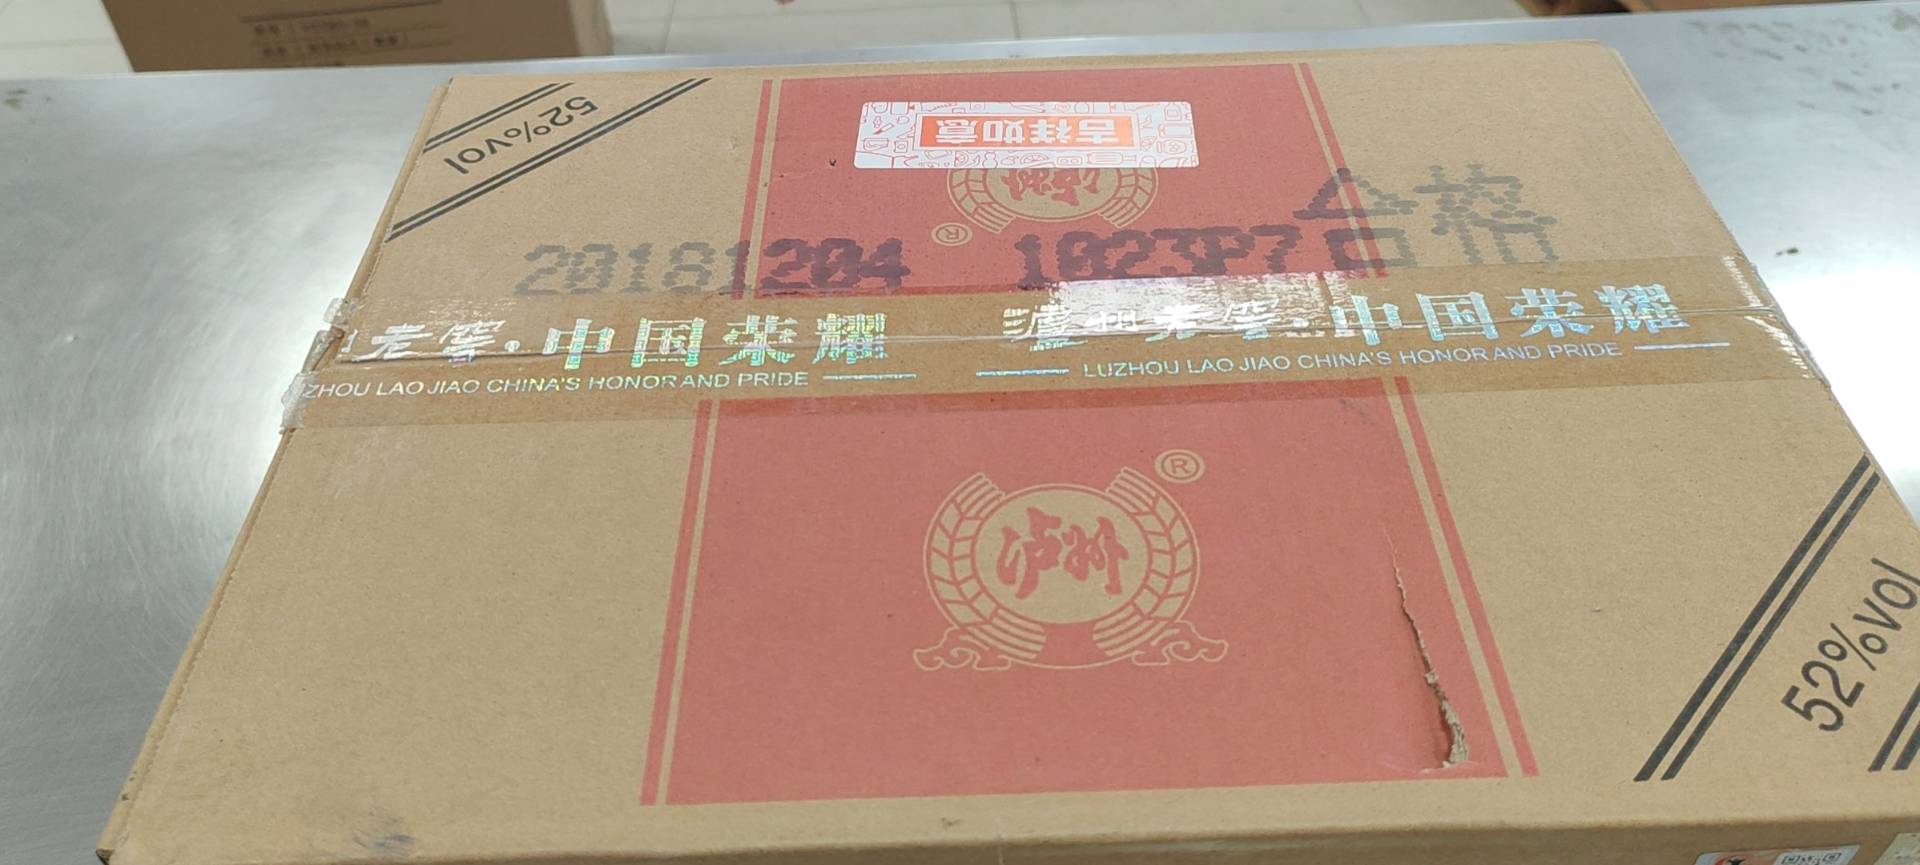 52%vol
吉祥如意
20181204 1023P7 合格
老窖·中国荣耀 泸州老窖·中国荣耀
ZHOU LAO JIAO CHINA'S HONOR AND PRIDE LUZHOU LAO JIAO CHINA'S HONOR AND PRIDE
®
泸州
®
52%vol